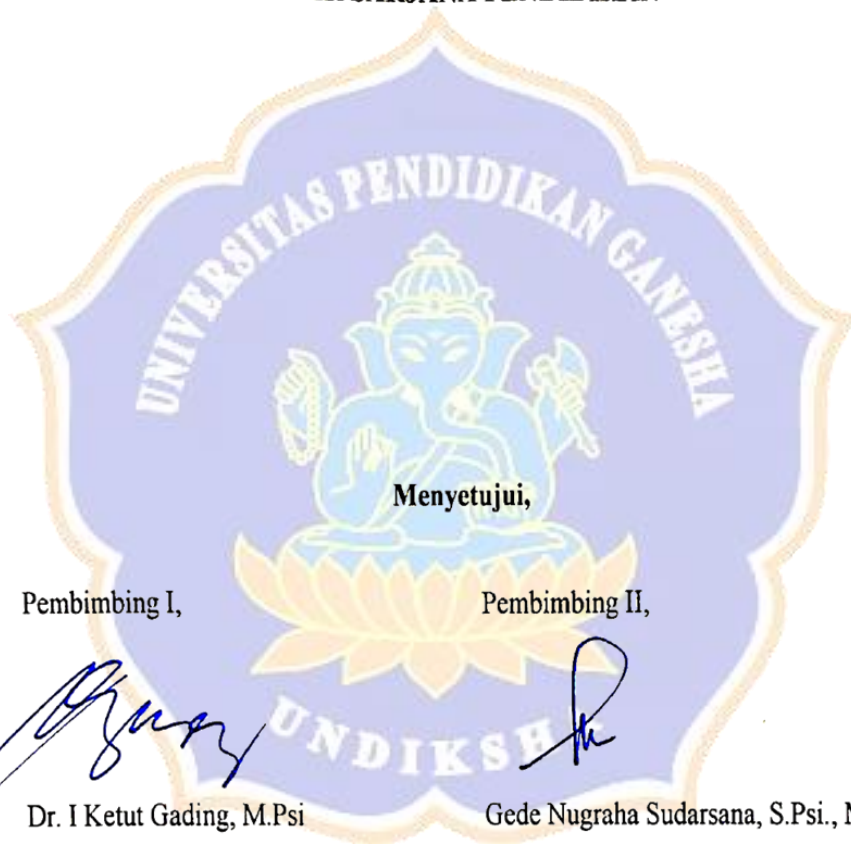 UNIVERSITAS PENDIDIKAN GANESHA
Menyetujui,
Pembimbing I, Pembimbing II,
UNDIKSHA
Dr. I Ketut Gading, M.Psi Gede Nugraha Sudarsana, S.Psi.,